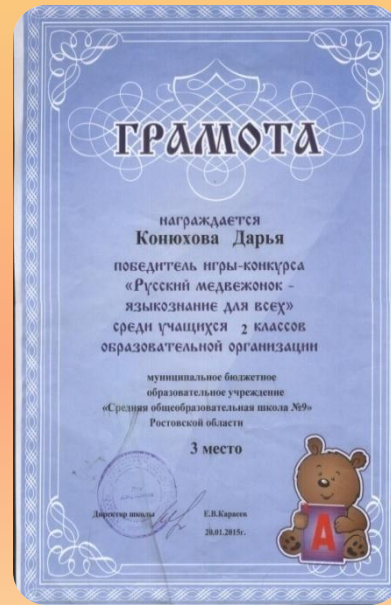 ГРАМОТА
награждается
Конюхова Дарья
победитель игры-конкурса
«Русский медвежонок -
языкознание для всех»
среди учащихся 2 классов
образовательной организации
муниципальное бюджетное
образовательное учреждение
«Средняя общеобразовательная школа №9»
Ростовской области
3 место
Директор школы Е.В.Караев
20.01.2015г.
А